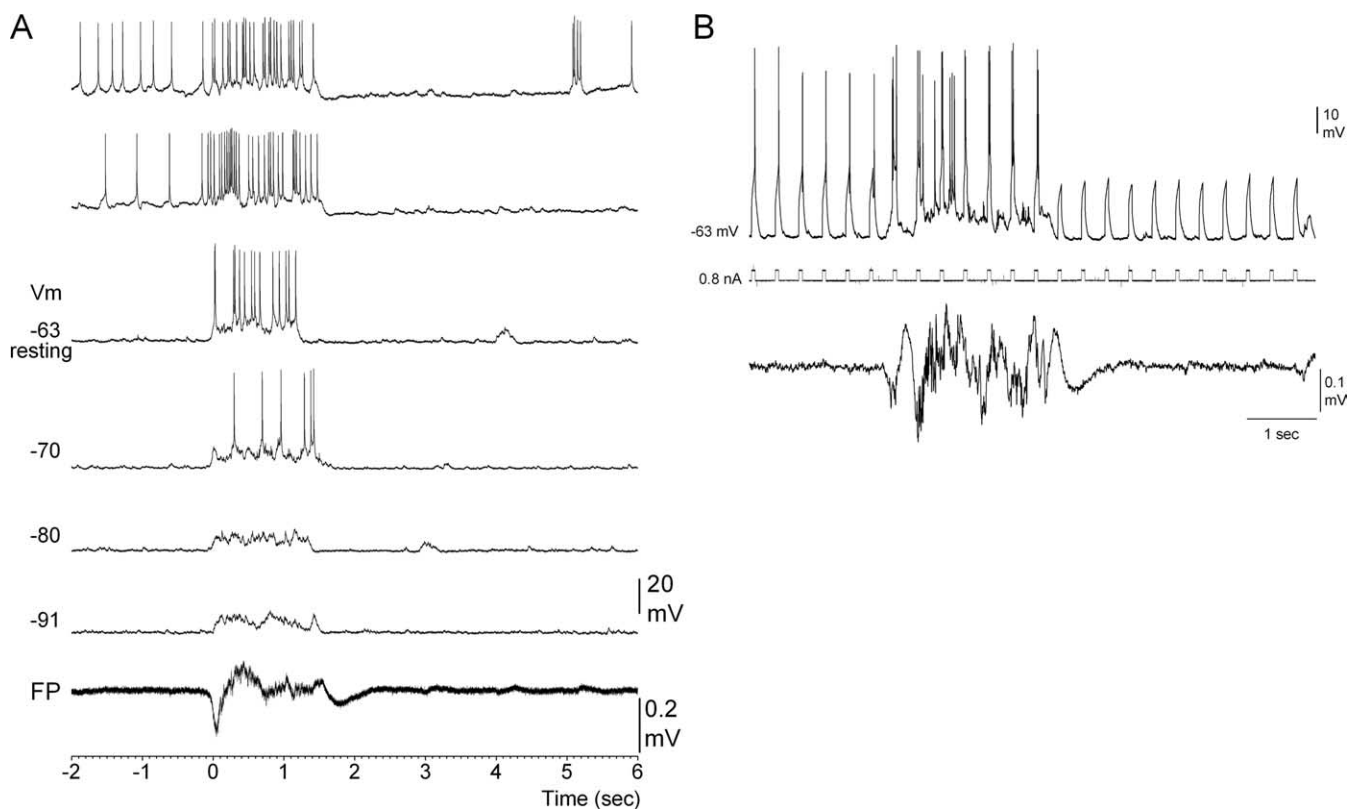 A
B
10
mV
-63 mV
0.8 nA
0.1
mV
1 sec
Vm
-63
resting
-70
-80
-91
20
mV
FP
0.2
mV
-2 -1 0 1 2 3 4 5 6
Time (sec)